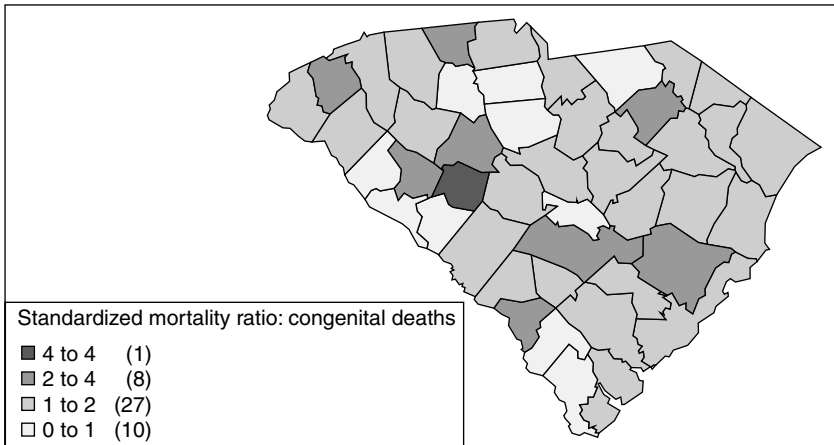 Standardized mortality ratio: congenital deaths
4 to 4 (1)
2 to 4 (8)
1 to 2 (27)
0 to 1 (10)